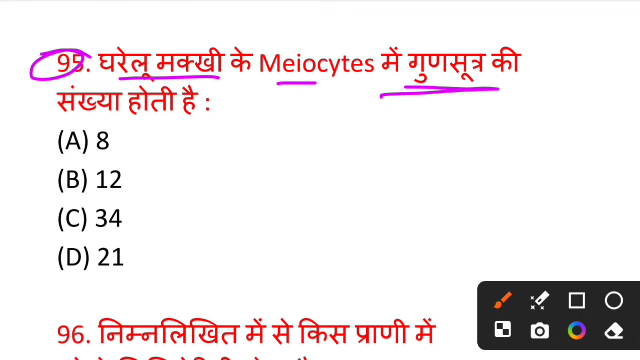 95. घरेलू मक्खी के Meiocytes में गुणसूत्र की
संख्या होती है :
(A) 8
(B) 12
(C) 34
(D) 21
96. निम्नलिखित में से किस प्राणी में